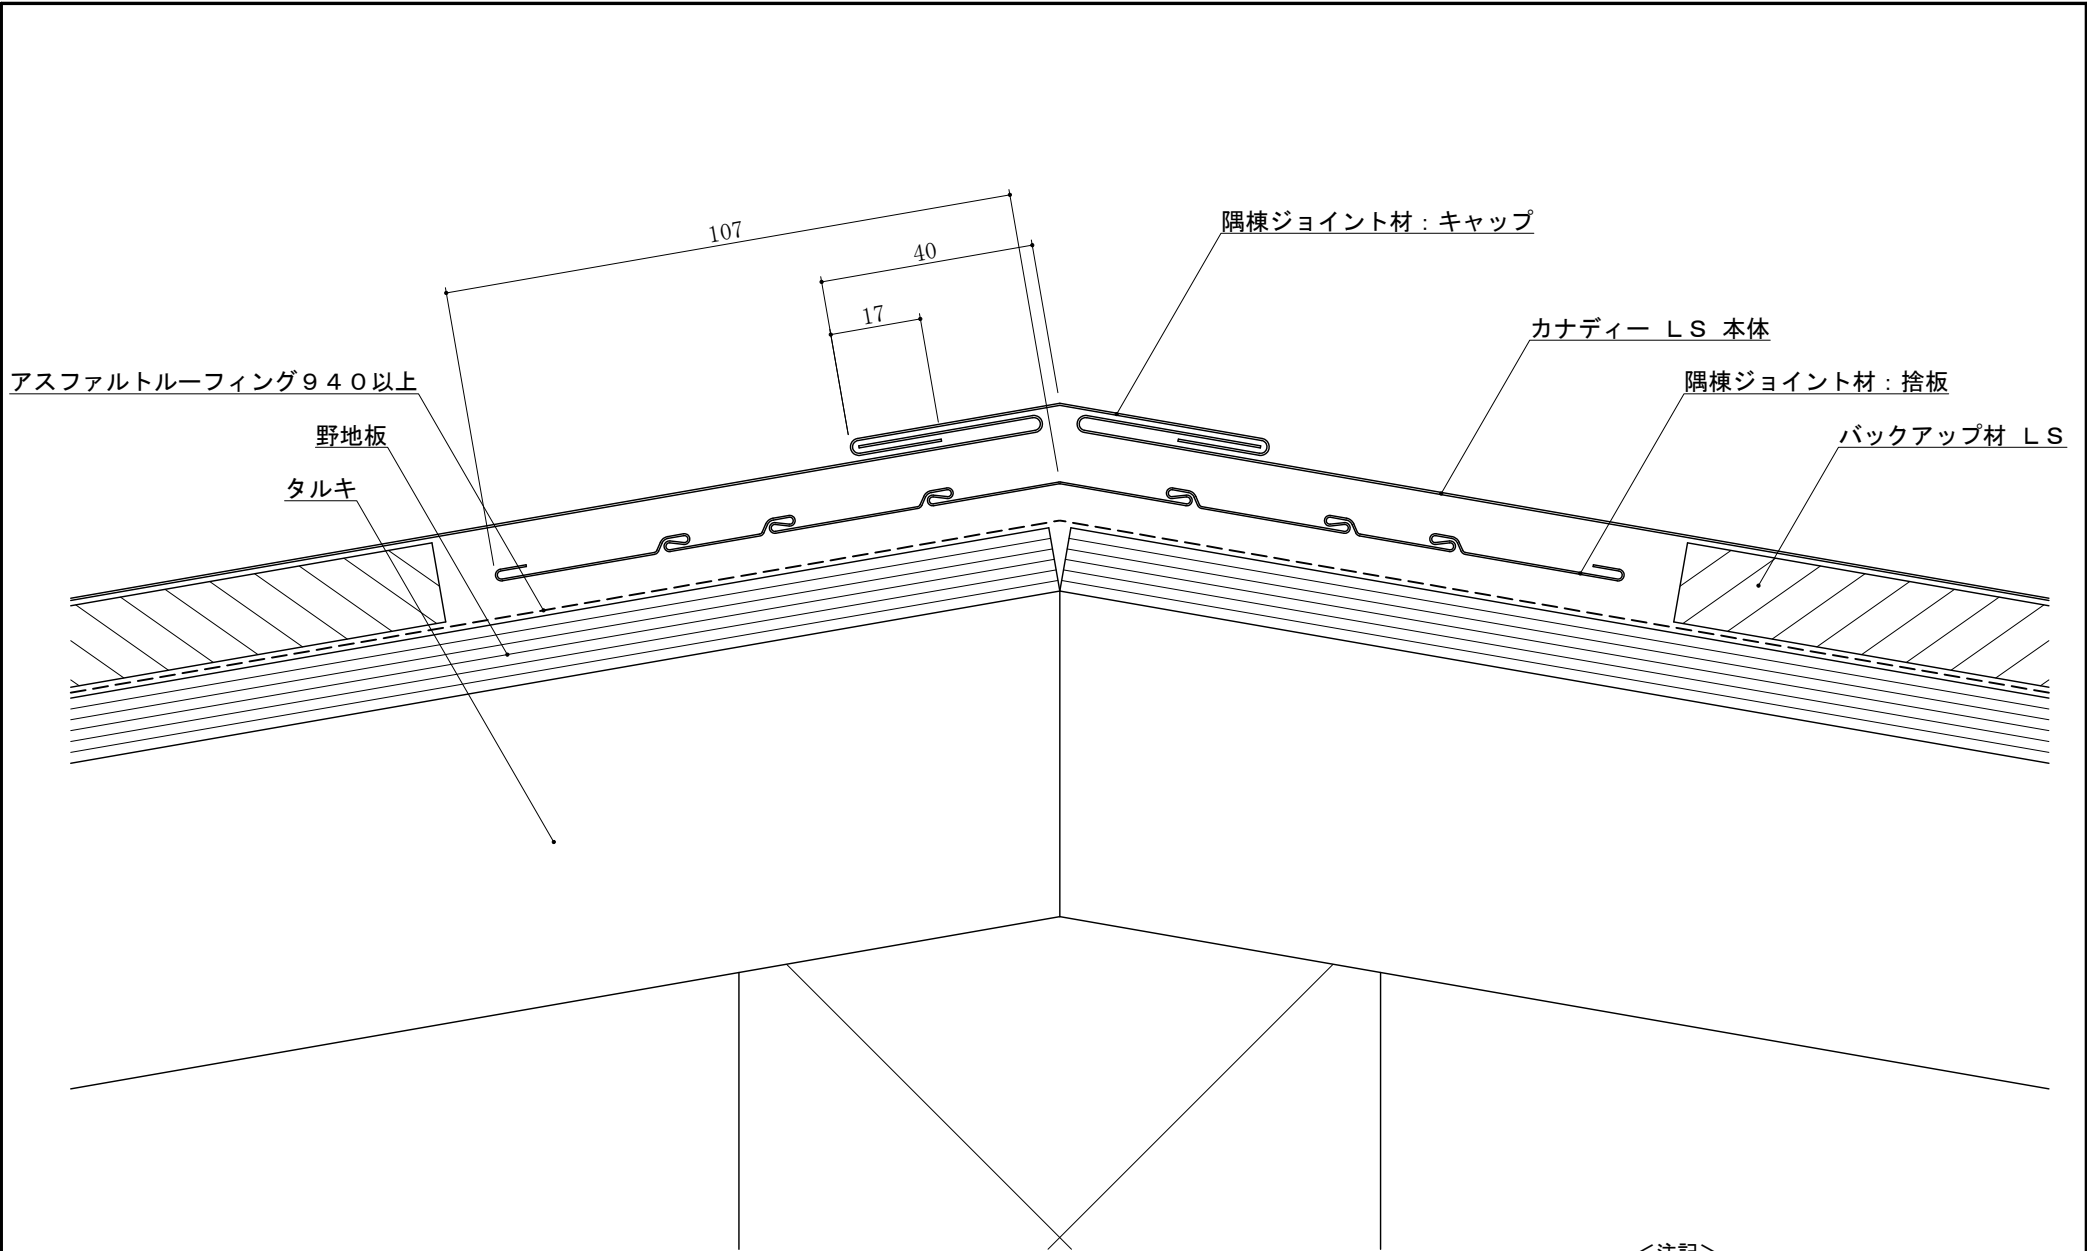 107
隅棟ジョイント材：キャップ
40
17
カナディー ＬＳ 本体
アスファルトルーフィング９４０以上
隅棟ジョイント材：捨板
野地板
バックアップ材 ＬＳ
タルキ
＜注記＞